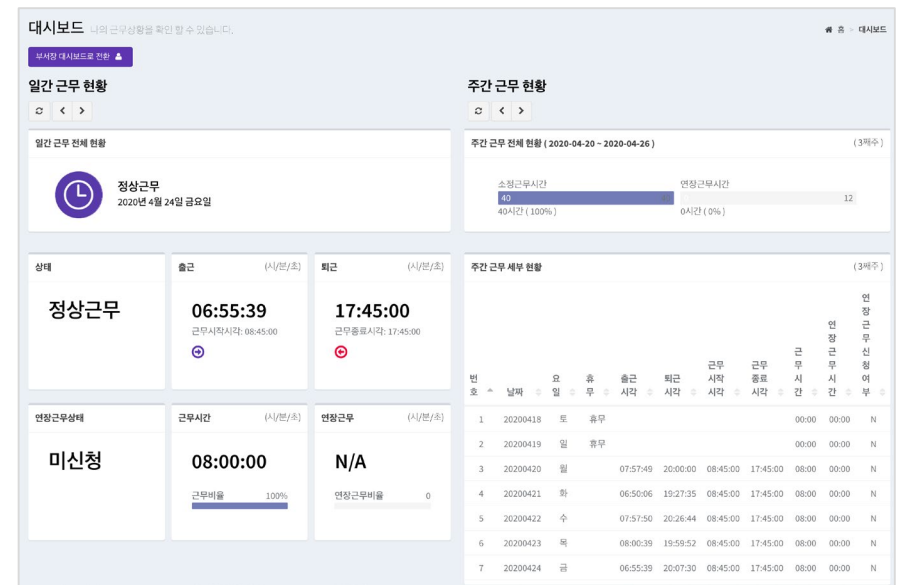 대시보드 나의 근무상황을 확인 할 수 있습니다.
홈 > 대시보드
부서장 대시보드로 전환
일간 근무 현황
일간 근무 전체 현황
정상근무
2020년 4월 24일 금요일
상태
정상근무
출근 (시/분/초)
06:55:39
근무시작시각: 08:45:00
퇴근 (시/분/초)
17:45:00
근무종료시각: 17:45:00
연장근무상태
미신청
근무시간 (시/분/초)
08:00:00
근무비율 100%
연장근무 (시/분/초)
N/A
연장근무비율 0
주간 근무 현황
주간 근무 전체 현황 ( 2020-04-20 ~ 2020-04-26 ) ( 3째주 )
소정근무시간 연장근무시간
40 12
40시간 ( 100% ) 0시간 ( 0% )
주간 근무 세부 현황 ( 3째주 )
번호 날짜 요일 휴무 출근시각 퇴근시각 근무시작시각 근무종료시각 근무시간 연장근무시간 연장근무신청여부
1 20200418 토 휴무 00:00 00:00 N
2 20200419 일 휴무 00:00 00:00 N
3 20200420 월 07:57:49 20:00:00 08:45:00 17:45:00 08:00 00:00 N
4 20200421 화 06:50:06 19:27:35 08:45:00 17:45:00 08:00 00:00 N
5 20200422 수 07:57:50 20:26:44 08:45:00 17:45:00 08:00 00:00 N
6 20200423 목 08:00:39 19:59:52 08:45:00 17:45:00 08:00 00:00 N
7 20200424 금 06:55:39 20:07:30 08:45:00 17:45:00 08:00 00:00 N